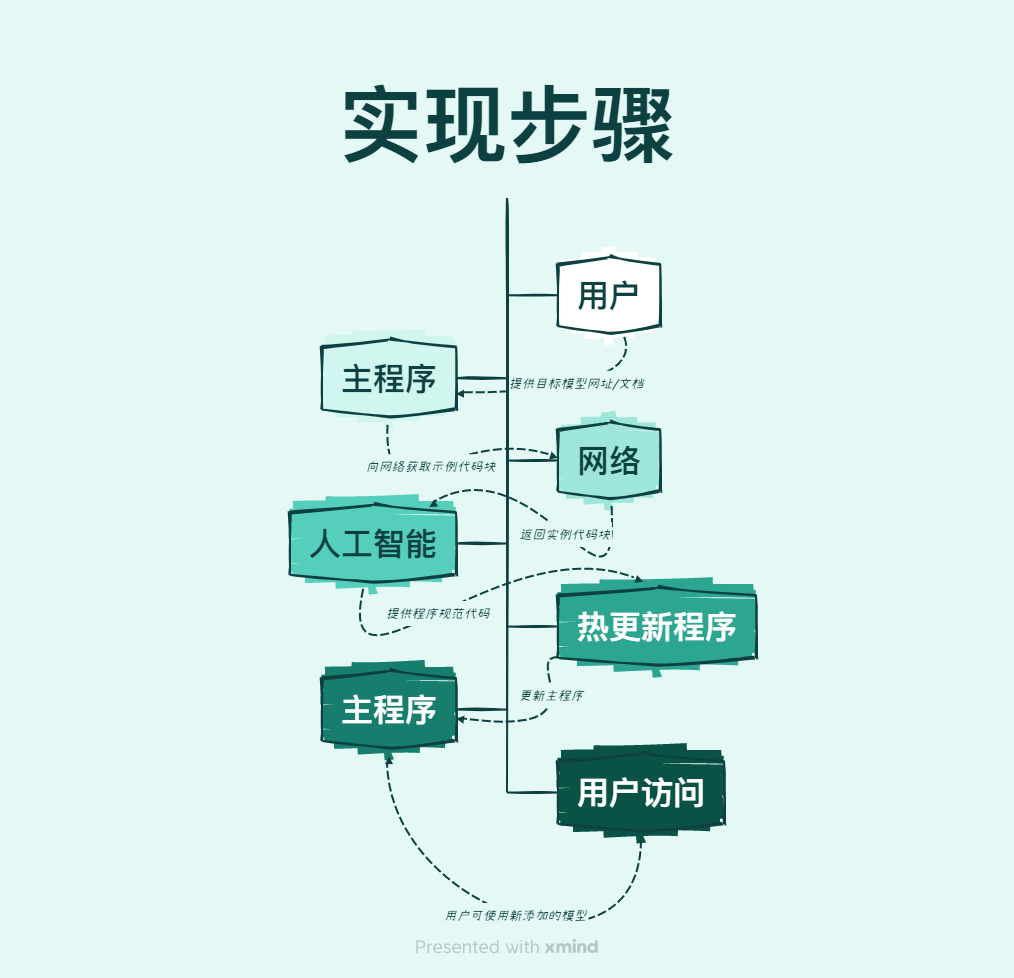 实现步骤
用户
主程序
提供目标模型网址/文档
网络
向网络获取示例代码块
人工智能
返回实例代码块
提供程序规范代码
热更新程序
更新主程序
主程序
用户访问
用户可使用新添加的模型
Presented with xmind